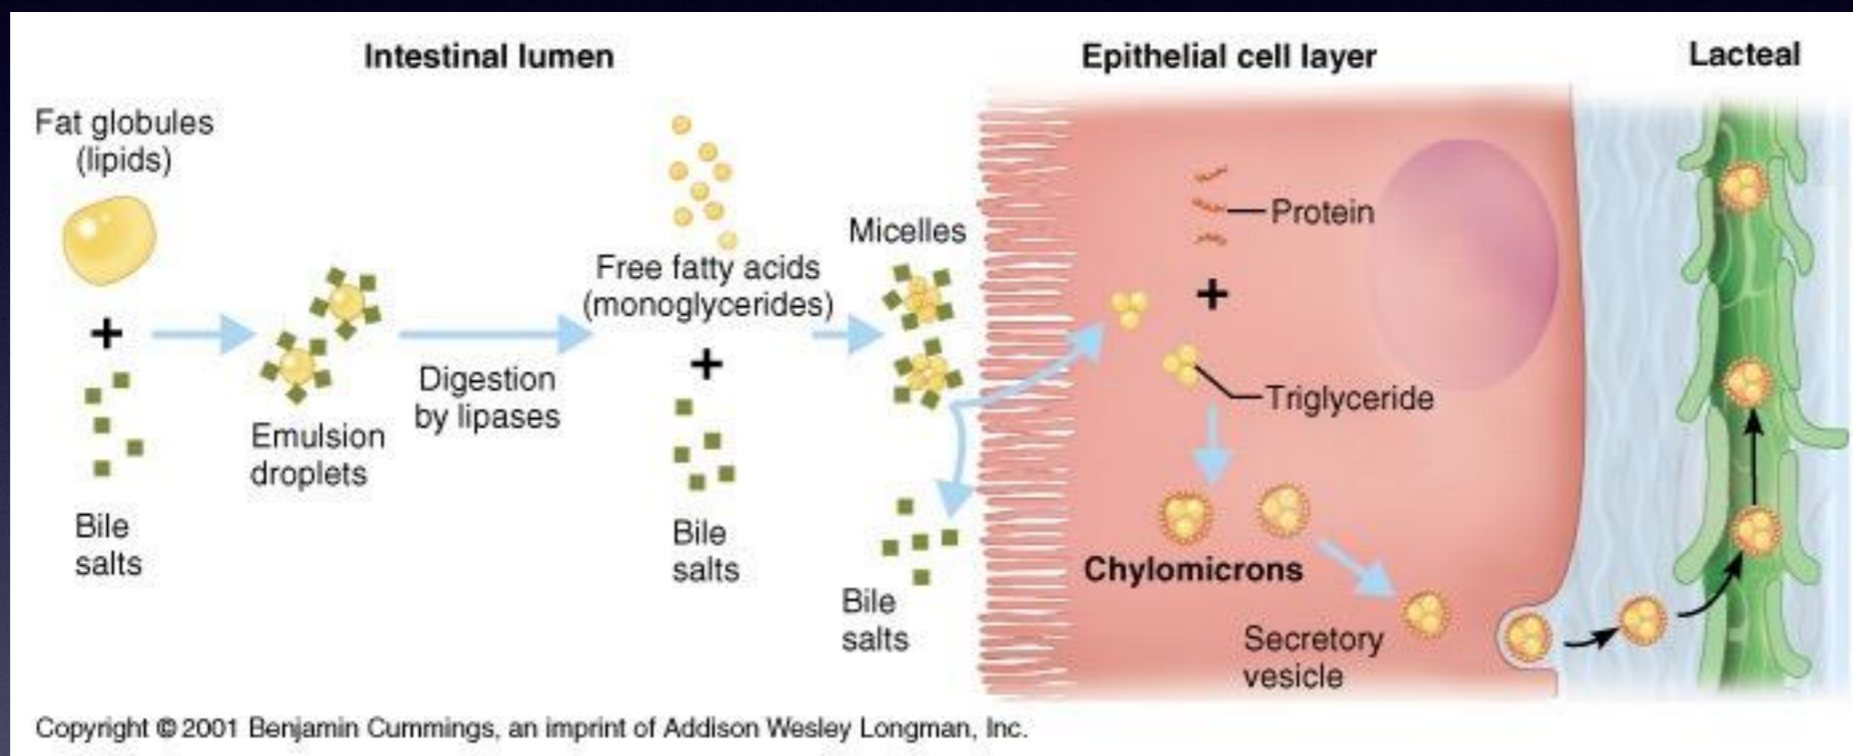 Intestinal lumen
Epithelial cell layer
Lacteal
Fat globules
(lipids)
+
Bile
salts
Emulsion
droplets
Digestion
by lipases
Free fatty acids
(monoglycerides)
+
Bile
salts
Micelles
Bile
salts
Protein
+
Triglyceride
Chylomicrons
Secretory
vesicle
Copyright © 2001 Benjamin Cummings, an imprint of Addison Wesley Longman, Inc.